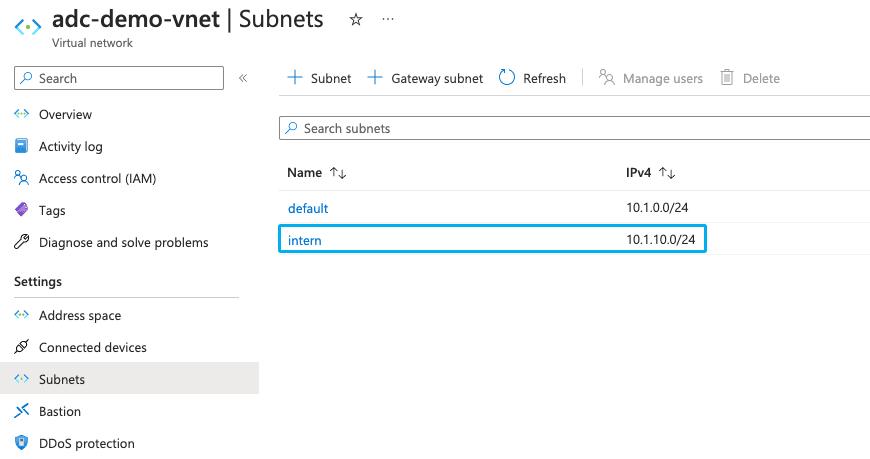 adc-demo-vnet | Subnets
Virtual network
Search
Overview
Activity log
Access control (IAM)
Tags
Diagnose and solve problems
Settings
Address space
Connected devices
Subnets
Bastion
DDoS protection
Subnet Gateway subnet Refresh Manage users Delete
Search subnets
Name IPv4
default 10.1.0.0/24
intern 10.1.10.0/24